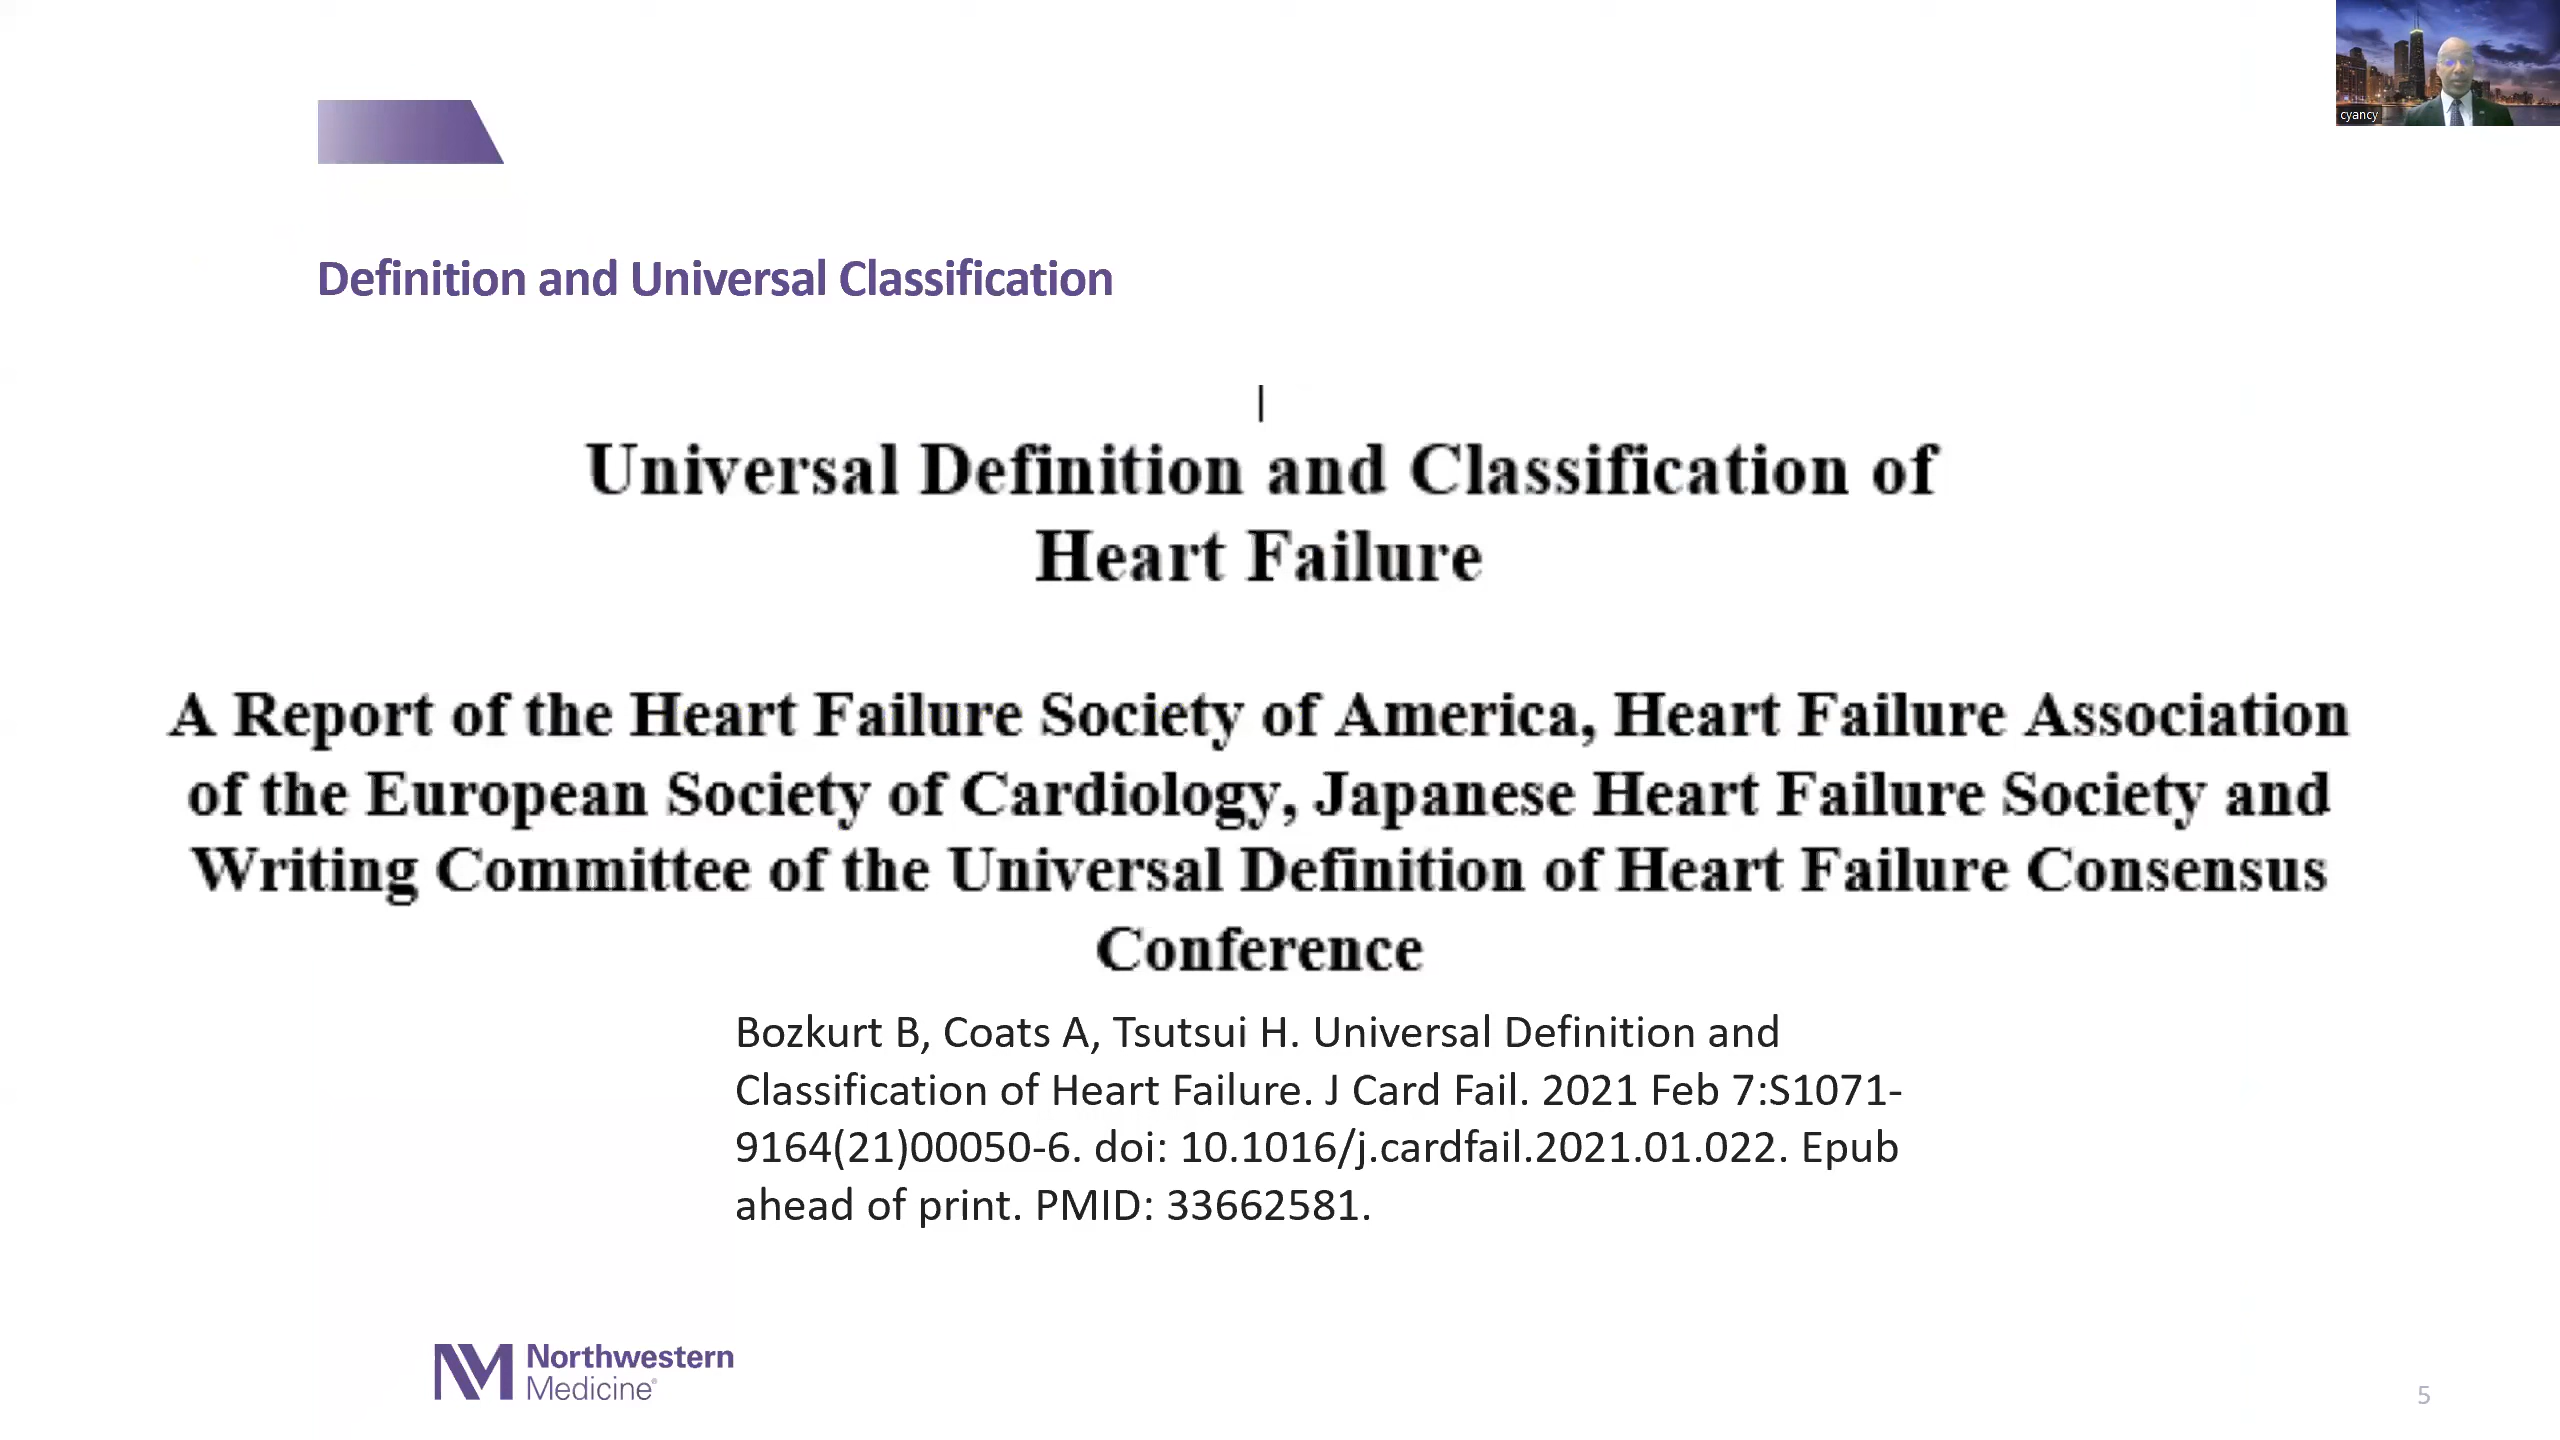 cyancy
Definition and Universal Classification
Universal Definition and Classification of
Heart Failure
A Report of the Heart Failure Society of America, Heart Failure Association
of the European Society of Cardiology, Japanese Heart Failure Society and
Writing Committee of the Universal Definition of Heart Failure Consensus
Conference
Bozkurt B, Coats A, Tsutsui H. Universal Definition and
Classification of Heart Failure. J Card Fail. 2021 Feb 7:S1071-
9164(21)00050-6. doi: 10.1016/j.cardfail.2021.01.022. Epub
ahead of print. PMID: 33662581.
NM Northwestern
Medicine®
5